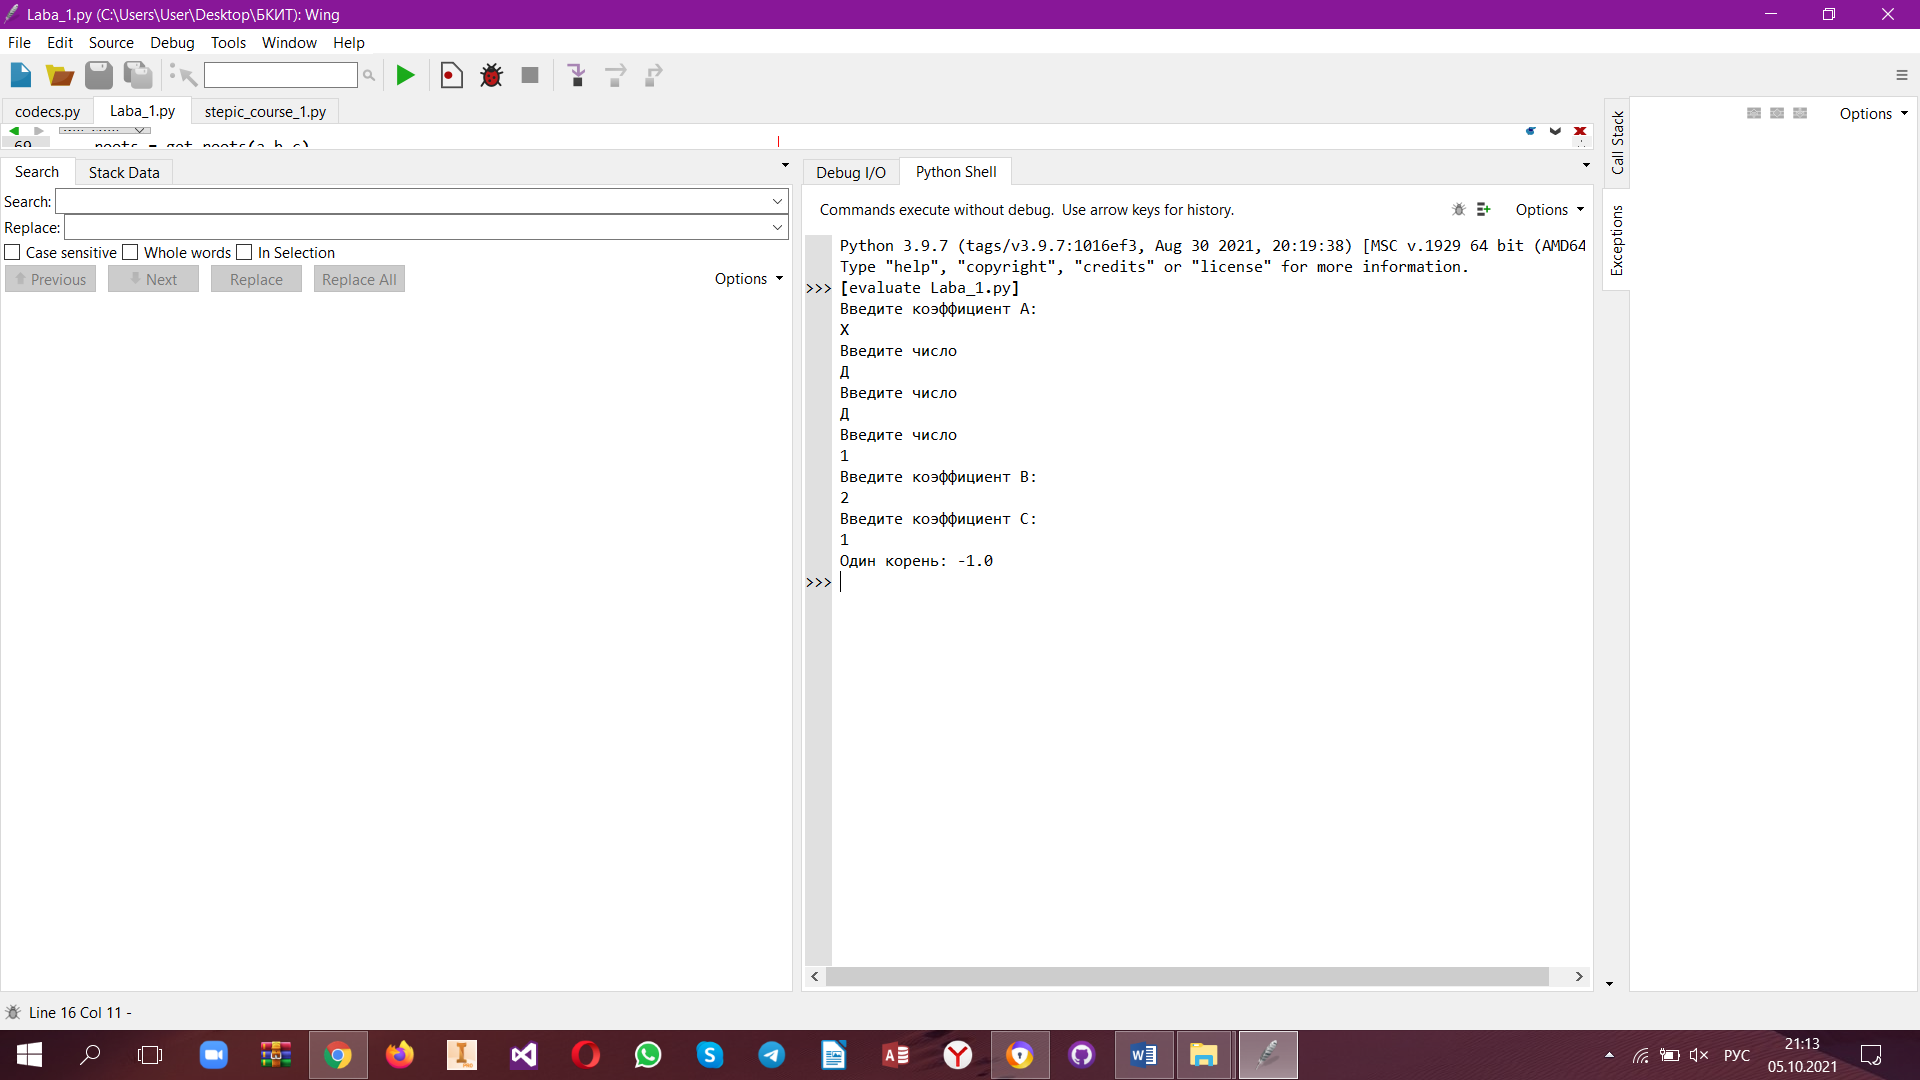 Laba_1.py (C:\Users\User\Desktop\БКИТ): Wing
File Edit Source Debug Tools Window Help
codecs.py Laba_1.py stepic_course_1.py
69 roots = get_roots(a,b,c)
Search Stack Data
Search:
Replace:
Case sensitive Whole words In Selection
Previous Next Replace Replace All Options
Debug I/O Python Shell
Commands execute without debug. Use arrow keys for history. Options
Python 3.9.7 (tags/v3.9.7:1016ef3, Aug 30 2021, 20:19:38) [MSC v.1929 64 bit (AMD64
Type "help", "copyright", "credits" or "license" for more information.
>>> [evaluate Laba_1.py]
Введите коэффициент А:
Х
Введите число
Д
Введите число
Д
Введите число
1
Введите коэффициент В:
2
Введите коэффициент С:
1
Один корень: -1.0
>>>
Call Stack
Exceptions
Options
Line 16 Col 11 -
РУС
21:13
05.10.2021